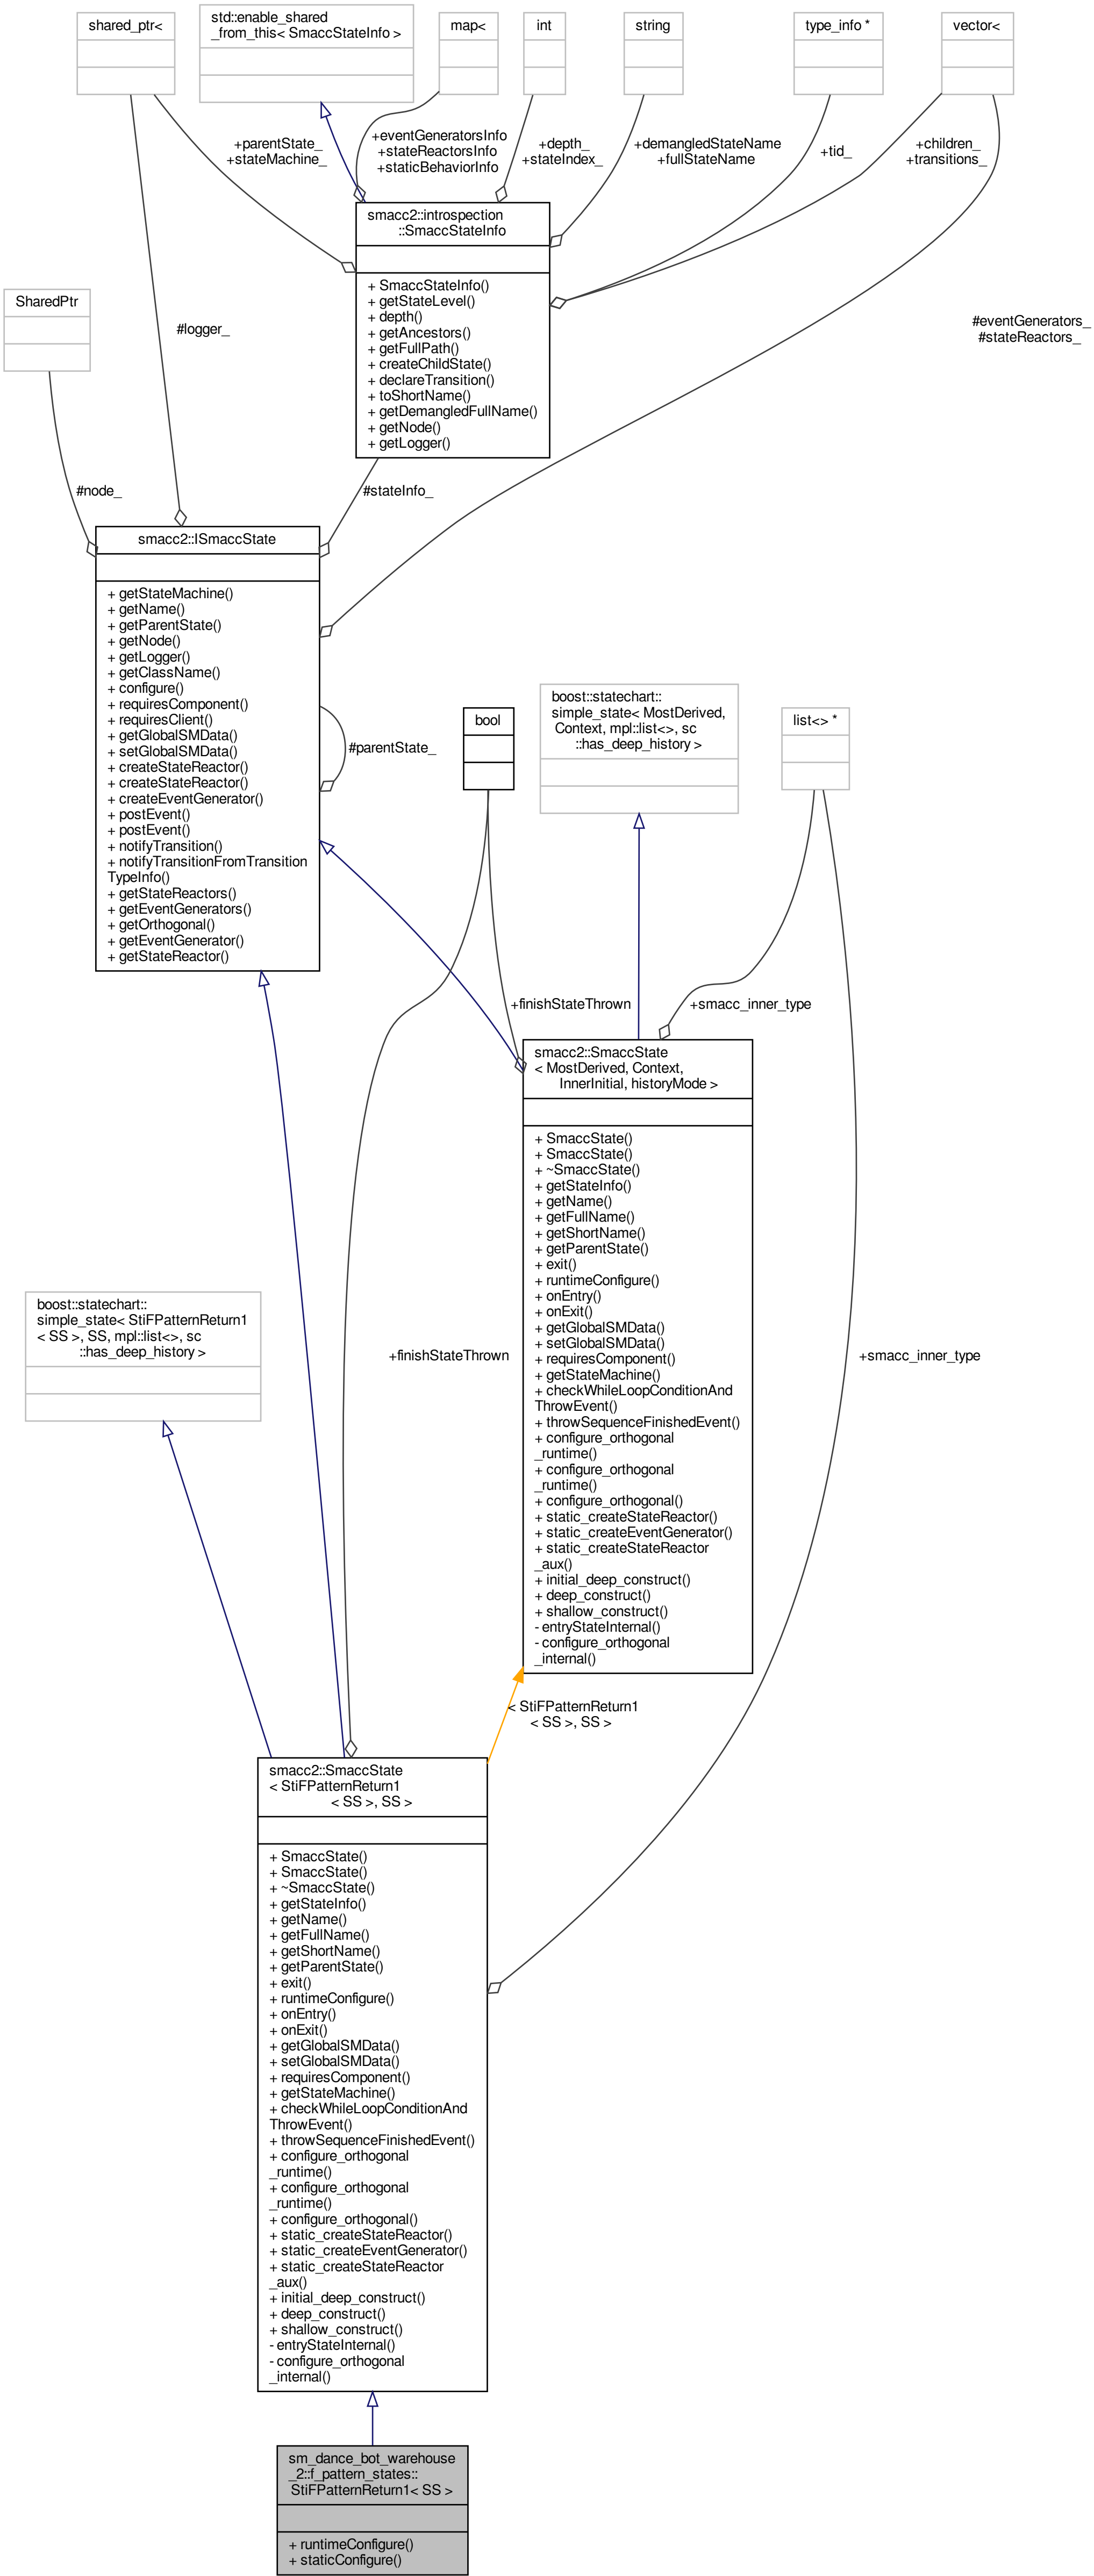 shared_ptr<
std::enable_shared
_from_this< SmaccStateInfo >
map<
int
string
type_info *
vector<
+parentState_
+stateMachine_
+eventGeneratorsInfo
+stateReactorsInfo
+staticBehaviorInfo
+depth_
+stateIndex_
+demangledStateName
+fullStateName
+tid_
+children_
+transitions_
smacc2::introspection
::SmaccStateInfo
+ SmaccStateInfo()
+ getStateLevel()
+ depth()
+ getAncestors()
+ getFullPath()
+ createChildState()
+ declareTransition()
+ toShortName()
+ getDemangledFullName()
+ getNode()
+ getLogger()
SharedPtr
#logger_
#eventGenerators_
#stateReactors_
#node_
#stateInfo_
smacc2::ISmaccState
+ getStateMachine()
+ getName()
+ getParentState()
+ getNode()
+ getLogger()
+ getClassName()
+ configure()
+ requiresComponent()
+ requiresClient()
+ getGlobalSMData()
+ setGlobalSMData()
+ createStateReactor()
+ createStateReactor()
+ createEventGenerator()
+ postEvent()
+ postEvent()
+ notifyTransition()
+ notifyTransitionFromTransition
TypeInfo()
+ getStateReactors()
+ getEventGenerators()
+ getOrthogonal()
+ getEventGenerator()
+ getStateReactor()
#parentState_
bool
boost::statechart::
simple_state< MostDerived,
Context, mpl::list<>, sc
::has_deep_history >
list<> *
+finishStateThrown
+smacc_inner_type
smacc2::SmaccState
< MostDerived, Context,
InnerInitial, historyMode >
+ SmaccState()
+ SmaccState()
+ ~SmaccState()
+ getStateInfo()
+ getName()
+ getFullName()
+ getShortName()
+ getParentState()
+ exit()
+ runtimeConfigure()
+ onEntry()
+ onExit()
+ getGlobalSMData()
+ setGlobalSMData()
+ requiresComponent()
+ getStateMachine()
+ checkWhileLoopConditionAnd
ThrowEvent()
+ throwSequenceFinishedEvent()
+ configure_orthogonal
_runtime()
+ configure_orthogonal
_runtime()
+ configure_orthogonal()
+ static_createStateReactor()
+ static_createEventGenerator()
+ static_createStateReactor
_aux()
+ initial_deep_construct()
+ deep_construct()
+ shallow_construct()
- entryStateInternal()
- configure_orthogonal
_internal()
boost::statechart::
simple_state< StiFPatternReturn1
< SS >, SS, mpl::list<>, sc
::has_deep_history >
+finishStateThrown
+smacc_inner_type
< StiFPatternReturn1
< SS >, SS >
smacc2::SmaccState
< StiFPatternReturn1
< SS >, SS >
+ SmaccState()
+ SmaccState()
+ ~SmaccState()
+ getStateInfo()
+ getName()
+ getFullName()
+ getShortName()
+ getParentState()
+ exit()
+ runtimeConfigure()
+ onEntry()
+ onExit()
+ getGlobalSMData()
+ setGlobalSMData()
+ requiresComponent()
+ getStateMachine()
+ checkWhileLoopConditionAnd
ThrowEvent()
+ throwSequenceFinishedEvent()
+ configure_orthogonal
_runtime()
+ configure_orthogonal
_runtime()
+ configure_orthogonal()
+ static_createStateReactor()
+ static_createEventGenerator()
+ static_createStateReactor
_aux()
+ initial_deep_construct()
+ deep_construct()
+ shallow_construct()
- entryStateInternal()
- configure_orthogonal
_internal()
sm_dance_bot_warehouse
_2::f_pattern_states::
StiFPatternReturn1< SS >
+ runtimeConfigure()
+ staticConfigure()